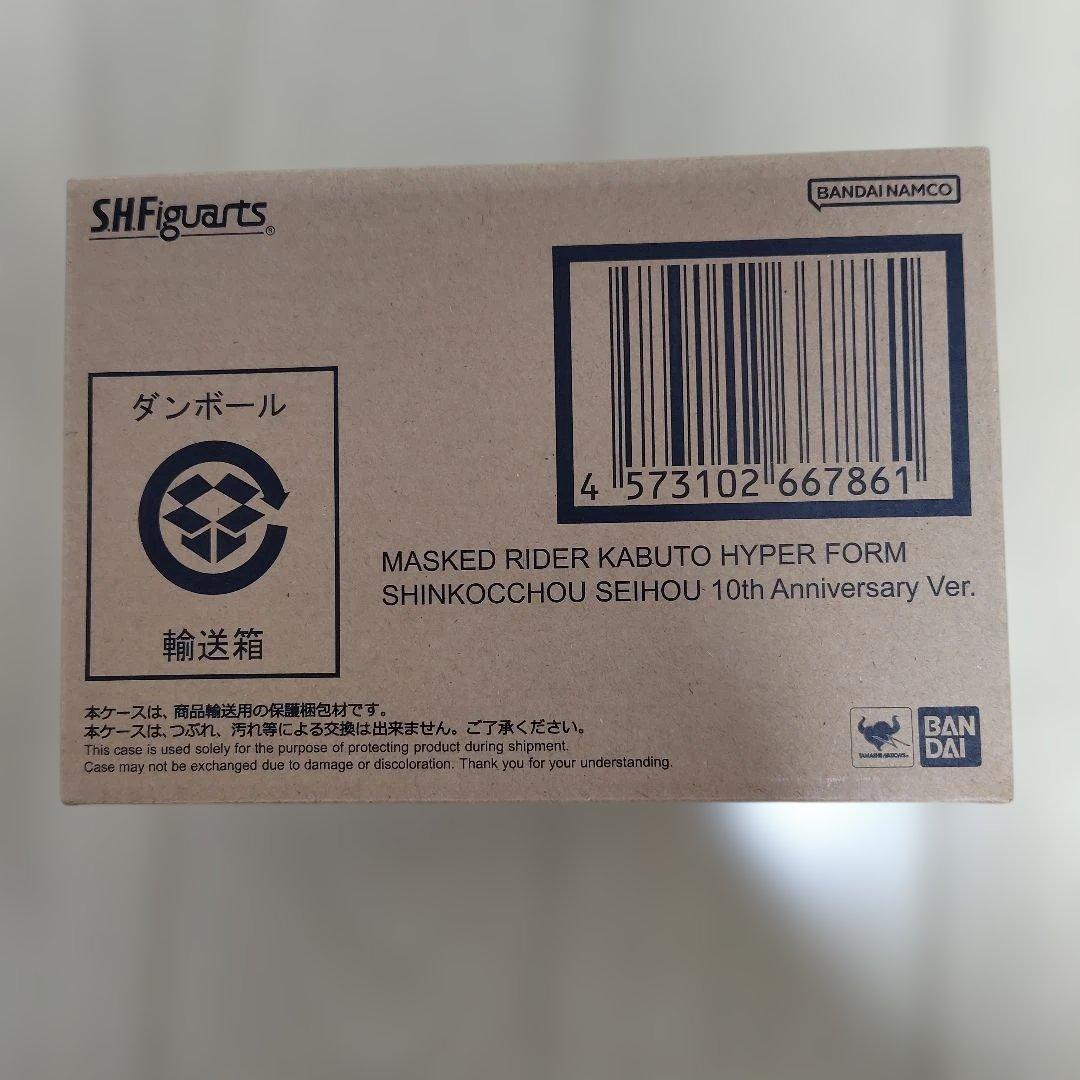 S.H.Figuarts®
BANDAI NAMCO
4 573102 667861
ダンボール
輸送箱
MASKED RIDER KABUTO HYPER FORM
SHINKOCCHOU SEIHOU 10th Anniversary Ver.
本ケースは、商品輸送用の保護梱包材です。
本ケースは、つぶれ、汚れ等による交換は出来ません。ご了承ください。
This case is used solely for the purpose of protecting product during shipment.
Case may not be exchanged due to damage or discoloration. Thank you for your understanding.
TAMASHII NATIONS
BAN
DAI